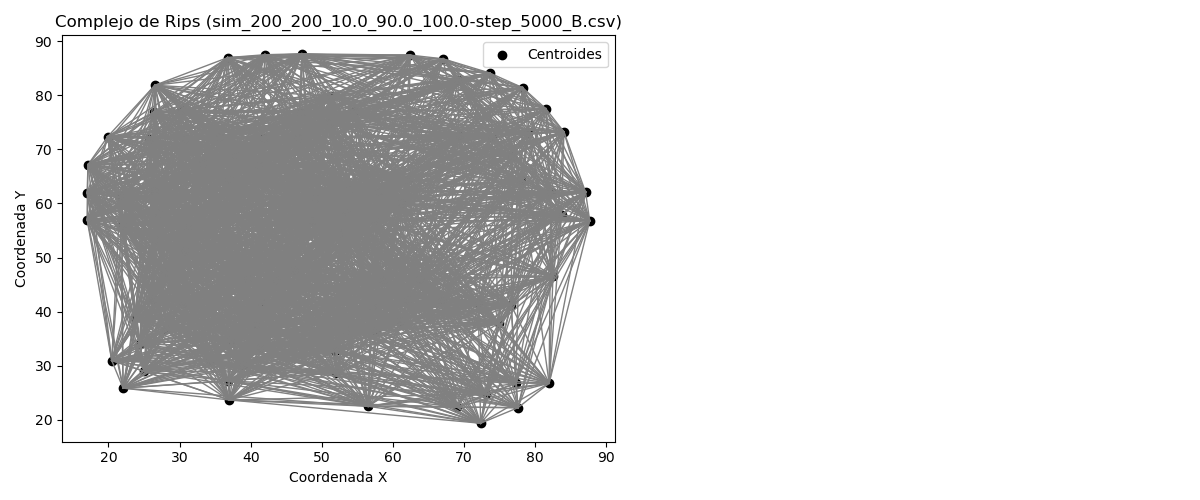 Complejo de Rips (sim_200_200_10.0_90.0_100.0-step_5000_B.csv)
Centroides
90
80
70
60
50
40
30
20
Coordenada Y
20 30 40 50 60 70 80 90
Coordenada X